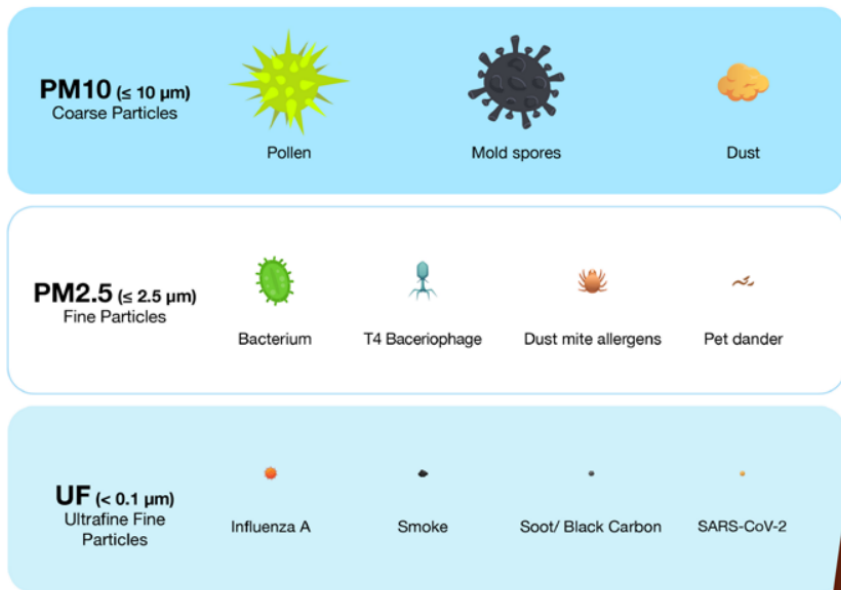 PM10 (≤ 10 μm)
Coarse Particles
Pollen
Mold spores
Dust
PM2.5 (≤ 2.5 μm)
Fine Particles
Bacterium
T4 Baceriophage
Dust mite allergens
Pet dander
UF (< 0.1 μm)
Ultrafine Fine
Particles
Influenza A
Smoke
Soot/ Black Carbon
SARS-CoV-2